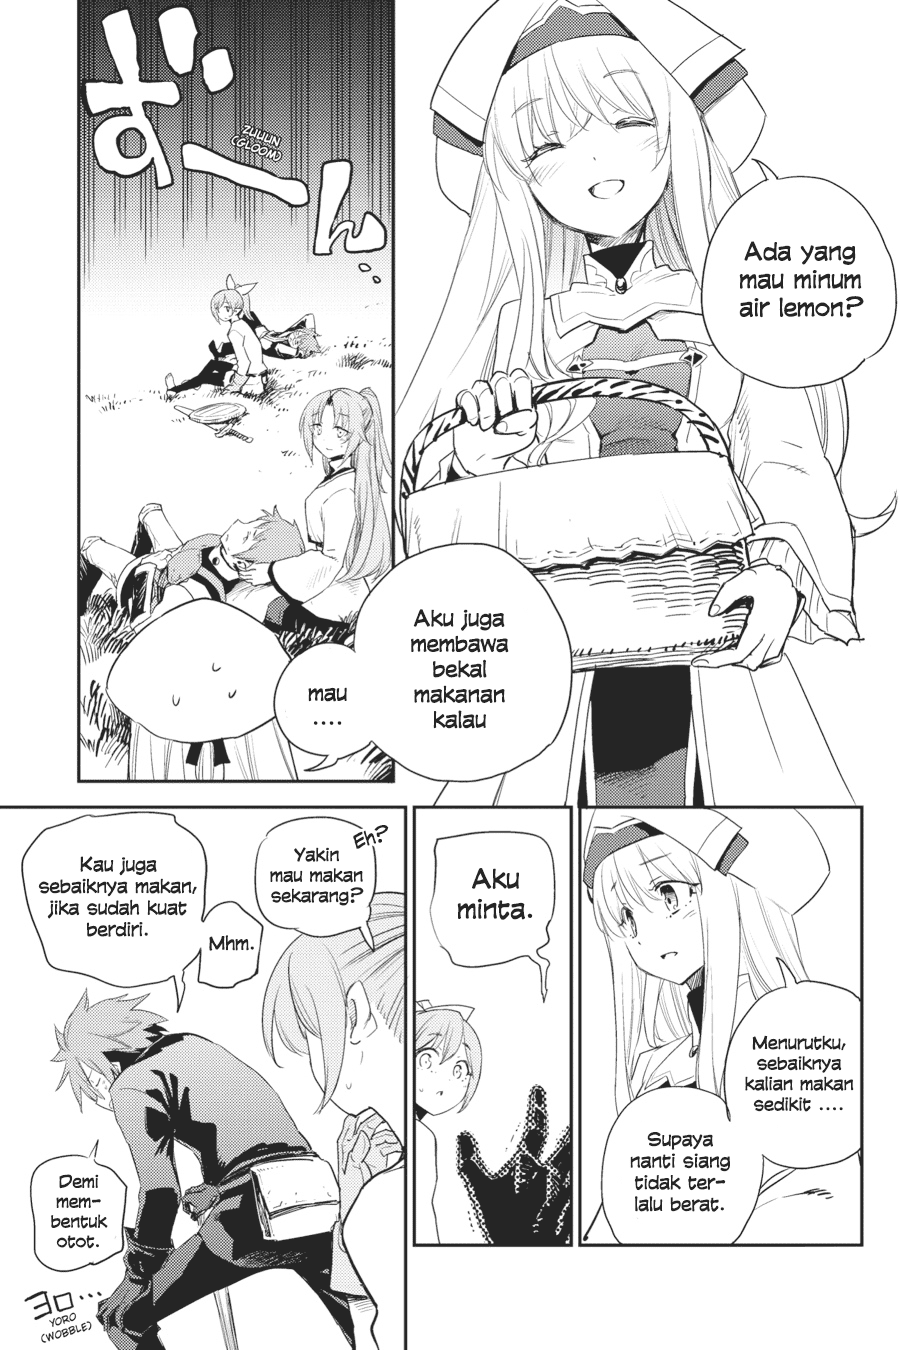 Ada yang
mau minum
air lemon?
ずーん...
ZUUUN
(GLOOM)
Aku juga
membawa
bekal
makanan
kalau
mau
....
Menurutku,
sebaiknya
kalian makan
sedikit ....
Supaya
nanti siang
tidak ter-
lalu berat.
Aku
minta.
Eh?
Yakin
mau makan
sekarang?
Mhm.
Kau juga
sebaiknya makan,
jika sudah kuat
berdiri.
Demi
mem-
bentuk
otot.
ヨロ...
YORO
(WOBBLE)